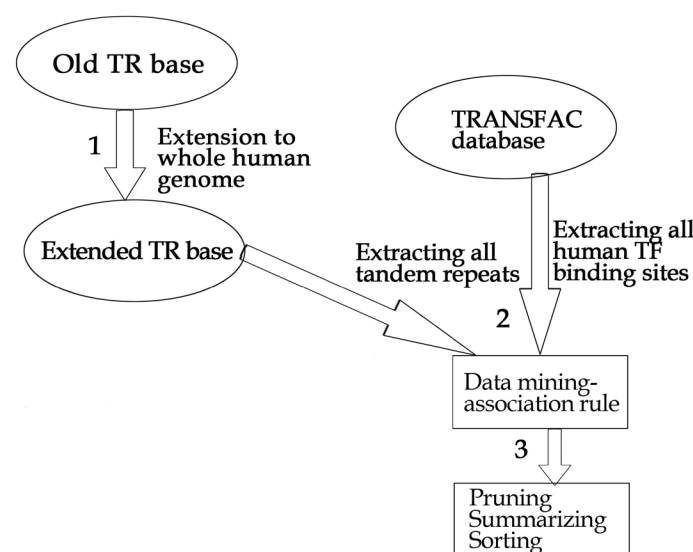 Old TR base
1
Extension to
whole human
genome
Extended TR base
TRANSFAC
database
Extracting all
tandem repeats
Extracting all
human TF
binding sites
2
Data mining-
association rule
3
Pruning
Summarizing
Sorting